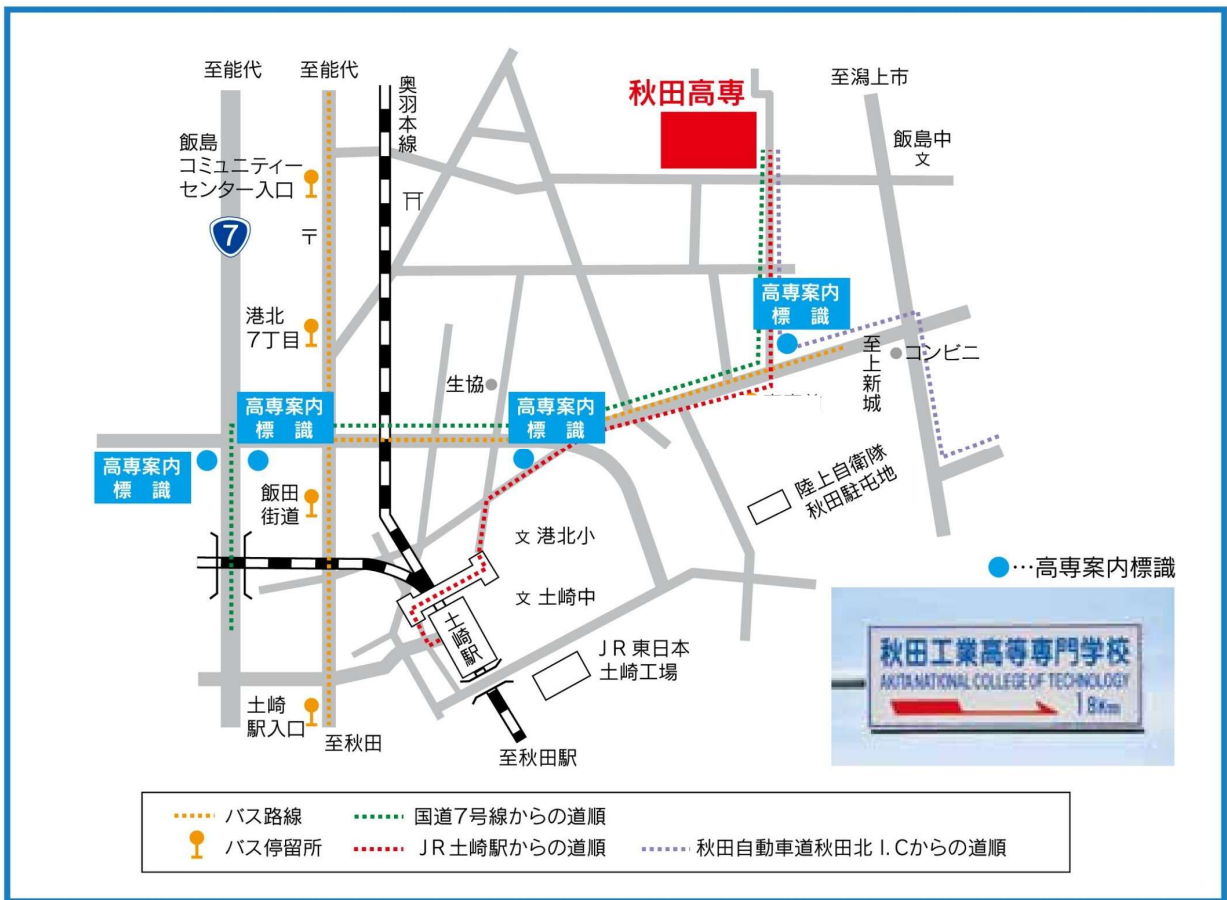 至能代
至能代
奥羽本線
秋田高専
至潟上市
飯島
コミュニティー
センター入口
飯島中
文
7
〒
港北
7丁目
高専案内
標識
至上新城
コンビニ
生協
高専案内
標識
高専案内
標識
高専案内
標識
飯田
街道
陸上自衛隊
秋田駐屯地
文 港北小
●…高専案内標識
文 土崎中
土崎駅
JR東日本
土崎工場
土崎
駅入口
至秋田
至秋田駅
秋田工業高等専門学校
AKITA NATIONAL COLLEGE OF TECHNOLOGY
1.8Km
バス路線
国道7号線からの道順
バス停留所
JR土崎駅からの道順
秋田自動車道秋田北I.Cからの道順